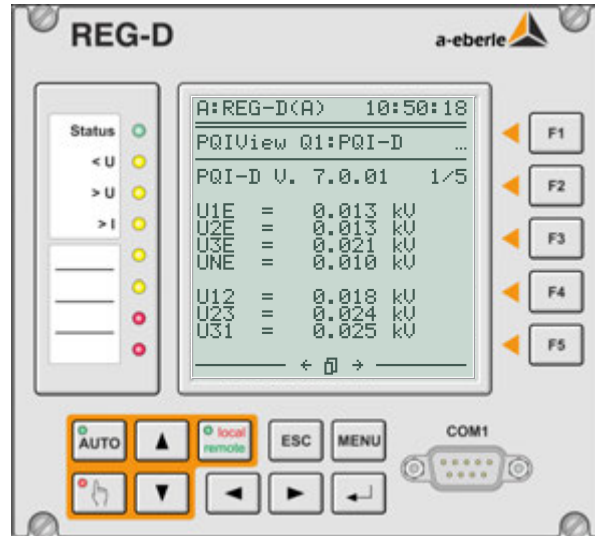 REG-D
a-eberle
Status
< U
> U
> I
A:REG-D(A) 10:50:18
PQIView Q1:PQI-D ...
PQI-D V. 7.0.01 1/5
U1E = 0.013 kV
U2E = 0.013 kV
U3E = 0.021 kV
UNE = 0.010 kV
U12 = 0.018 kV
U23 = 0.024 kV
U31 = 0.025 kV
F1
F2
F3
F4
F5
AUTO
local
remote
ESC
MENU
COM1